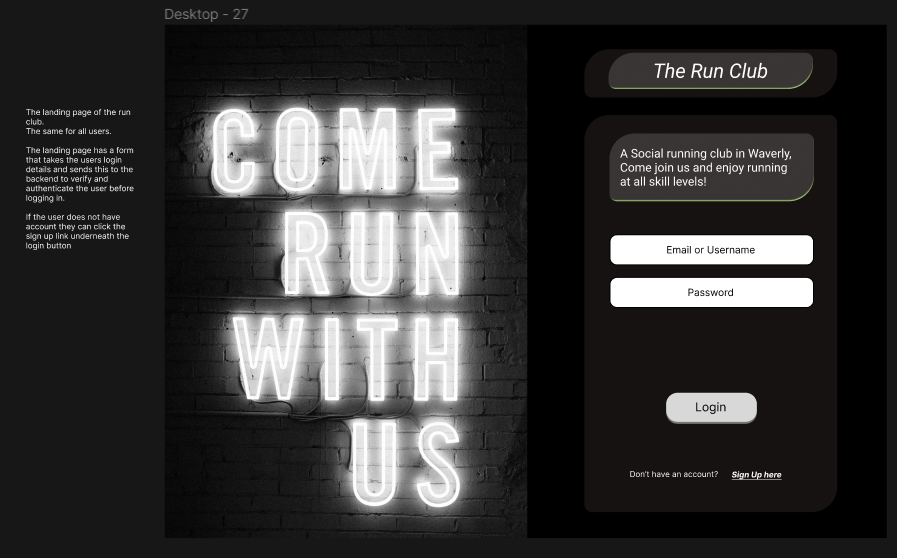 Desktop - 27
The landing page of the run
club.
The same for all users.
The landing page has a form
that takes the users login
details and sends this to the
backend to verify and
authenticate the user before
logging in.
If the user does not have
account they can click the
sign up link underneath the
login button
COME
RUN
WITH
US
The Run Club
A Social running club in Waverly,
Come join us and enjoy running
at all skill levels!
Email or Username
Password
Login
Don't have an account? Sign Up here